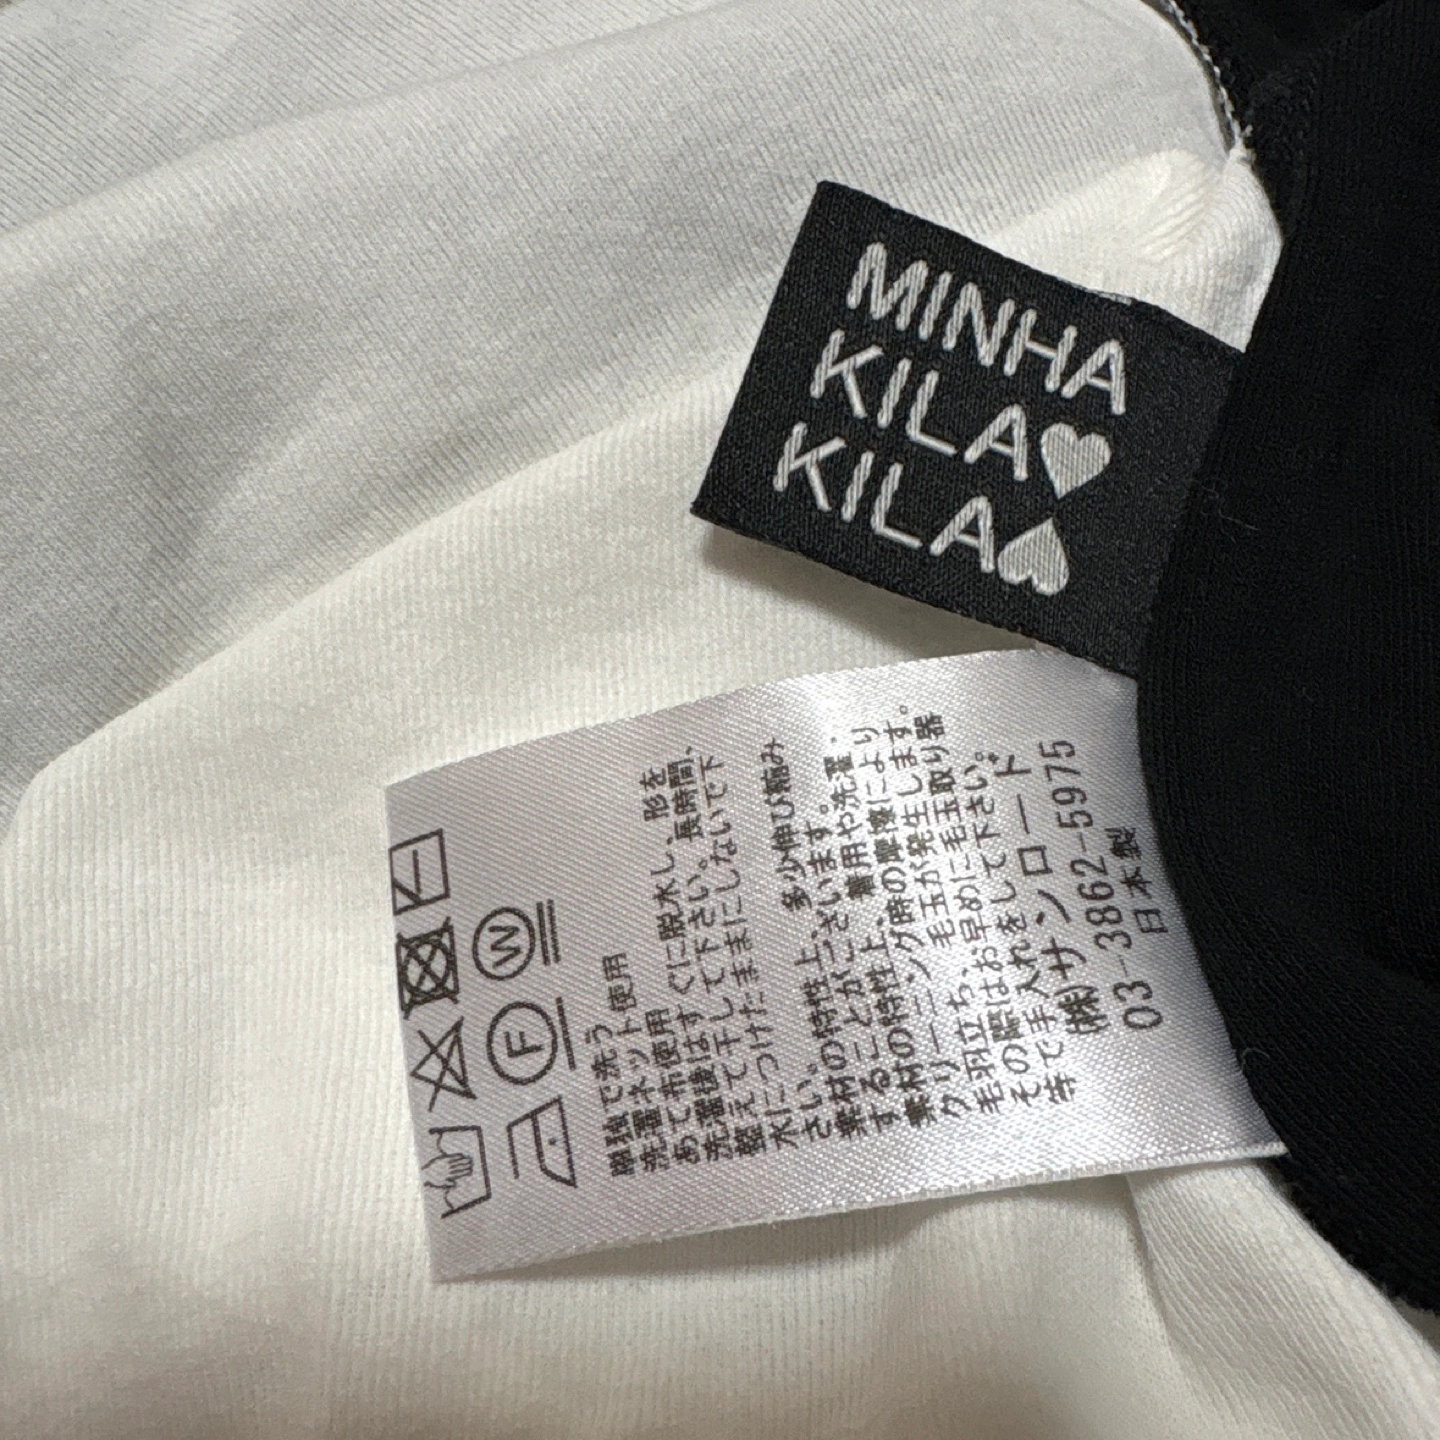 MINHA
KILA♥
KILA♥
W
F
単独で洗う
洗濯ネット使用
あて布使用
洗濯後はすぐに脱水し、形を
整えて干して下さい。長時間、
水につけたままにしないで下
さい。
素材の特性上、多少伸び縮み
することがございます。
素材の特性上、着用や洗濯、
クリーニング時の摩擦により
毛羽立ち、毛玉が発生します。
その際はお早めに毛玉取り器
等で手入れをして下さい。
㈱サンロード
03-3862-5975
日本製